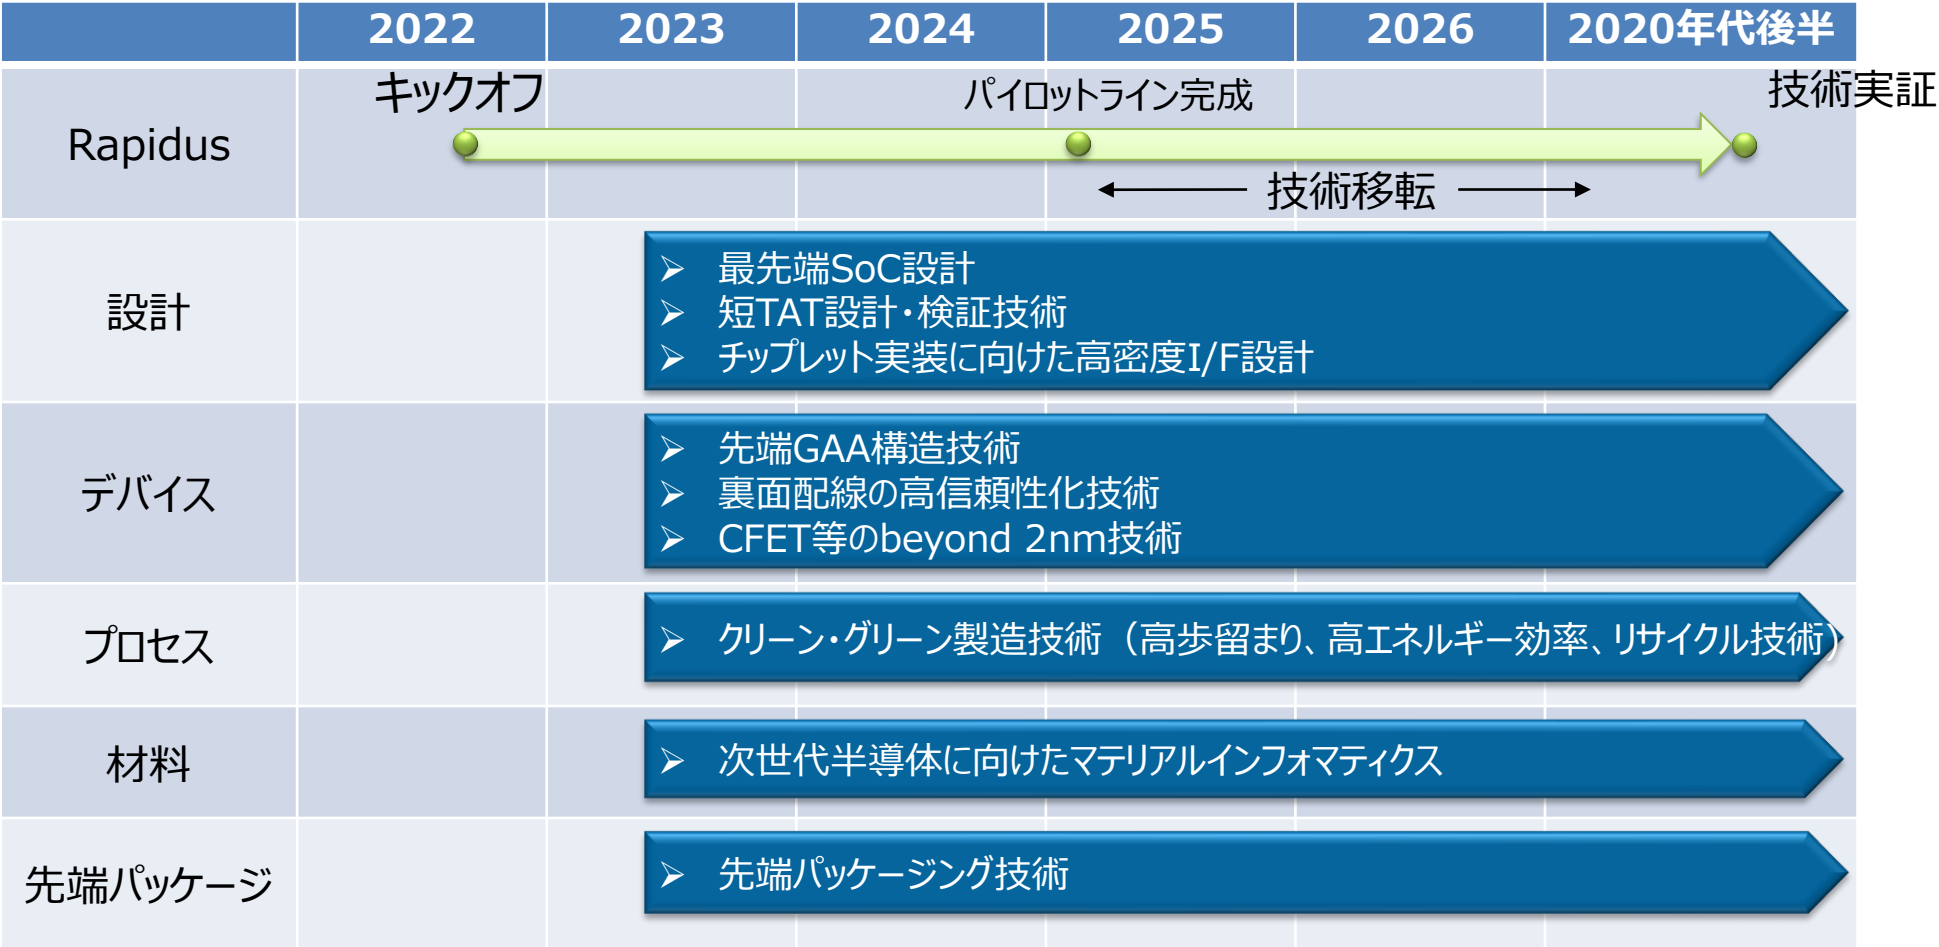 2022 2023 2024 2025 2026 2020年代後半
Rapidus
キックオフ パイロットライン完成 技術実証
技術移転
設計
➢ 最先端SoC設計
➢ 短TAT設計・検証技術
➢ チップレット実装に向けた高密度I/F設計
デバイス
➢ 先端GAA構造技術
➢ 裏面配線の高信頼性化技術
➢ CFET等のbeyond 2nm技術
プロセス
➢ クリーン・グリーン製造技術（高歩留まり、高エネルギー効率、リサイクル技術）
材料
➢ 次世代半導体に向けたマテリアルインフォマティクス
先端パッケージ
➢ 先端パッケージング技術